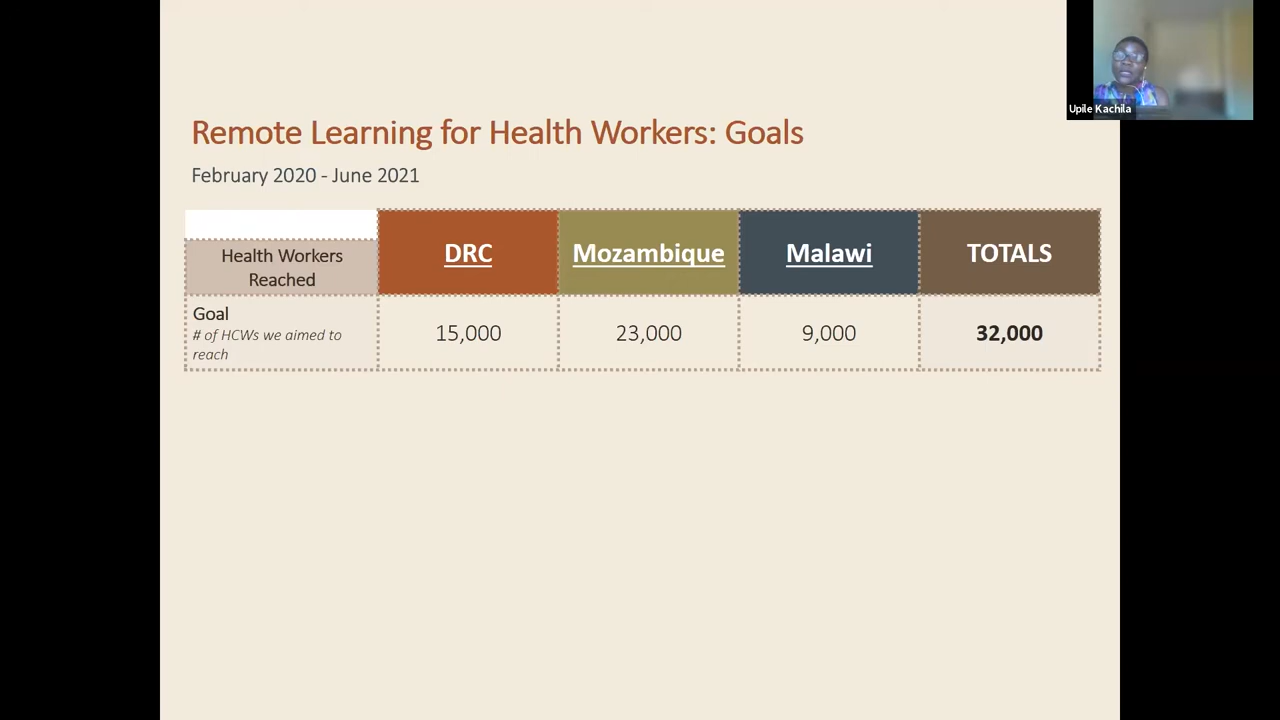 Upile Kachila
Remote Learning for Health Workers: Goals
February 2020 - June 2021
Health Workers
Reached
DRC
Mozambique
Malawi
TOTALS
Goal
# of HCWs we aimed to
reach
15,000
23,000
9,000
32,000